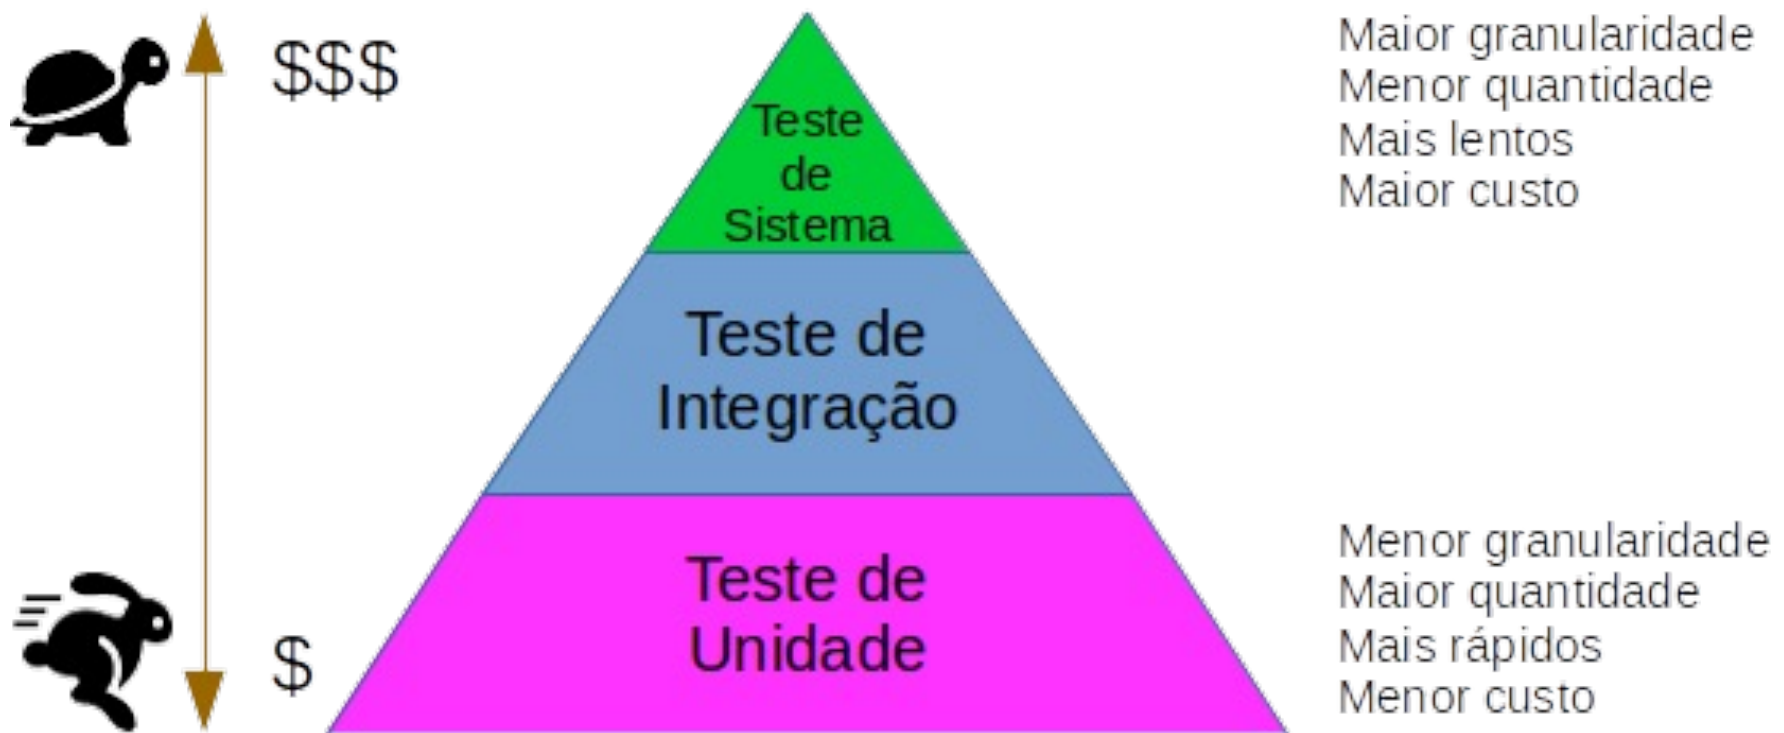 $$$
Teste
de
Sistema
Maior granularidade
Menor quantidade
Mais lentos
Maior custo
Teste de
Integração
$
Teste de
Unidade
Menor granularidade
Maior quantidade
Mais rápidos
Menor custo